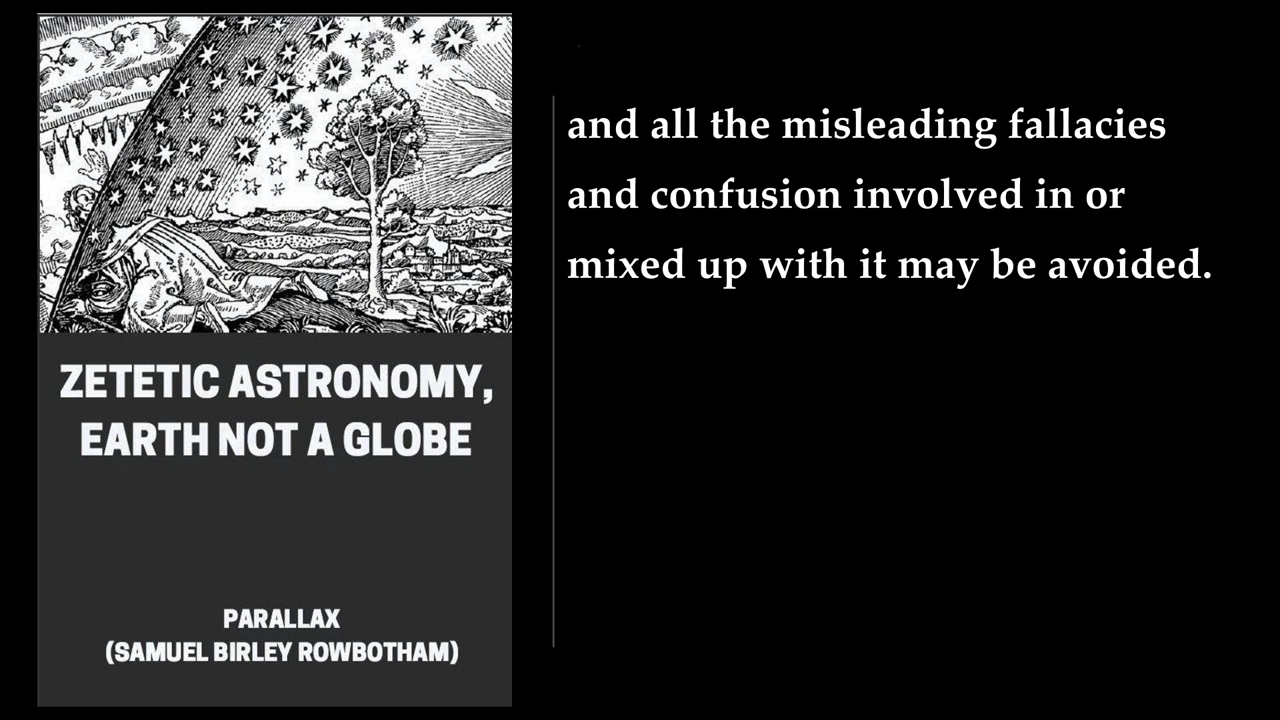 ZETETIC ASTRONOMY,
EARTH NOT A GLOBE
PARALLAX
(SAMUEL BIRLEY ROWBOTHAM)
and all the misleading fallacies
and confusion involved in or
mixed up with it may be avoided.